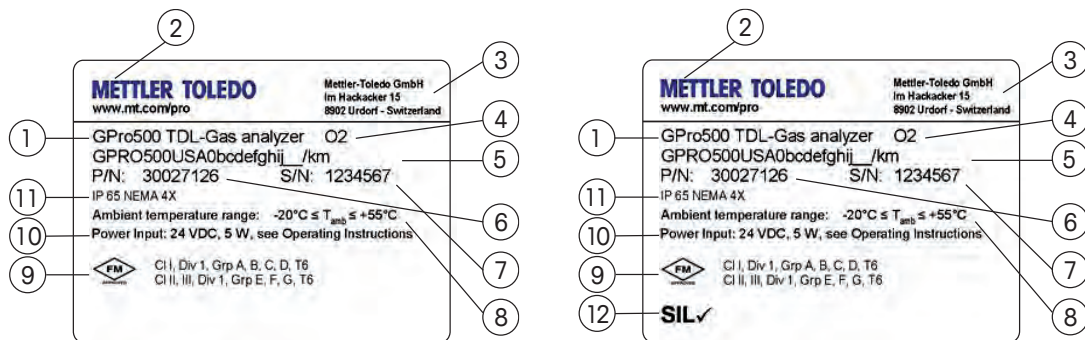 2
METTLER TOLEDO
www.mt.com/pro
Mettler-Toledo GmbH
Im Hackacker 15
8902 Urdorf - Switzerland
3
1
GPro500 TDL-Gas analyzer O2
4
GPRO500USA0bcdefghij__/km
5
P/N: 30027126 S/N: 1234567
11
IP 65 NEMA 4X
6
Ambient temperature range: -20°C ≤ Tamb ≤ +55°C
10
Power Input: 24 VDC, 5 W, see Operating Instructions
7
9
FM
APPROVED
Cl I, Div 1, Grp A, B, C, D, T6
Cl II, III, Div 1, Grp E, F, G, T6
8
2
METTLER TOLEDO
www.mt.com/pro
Mettler-Toledo GmbH
Im Hackacker 15
8902 Urdorf - Switzerland
3
1
GPro500 TDL-Gas analyzer O2
4
GPRO500USA0bcdefghij__/km
5
P/N: 30027126 S/N: 1234567
11
IP 65 NEMA 4X
6
Ambient temperature range: -20°C ≤ Tamb ≤ +55°C
10
Power Input: 24 VDC, 5 W, see Operating Instructions
7
9
FM
APPROVED
Cl I, Div 1, Grp A, B, C, D, T6
Cl II, III, Div 1, Grp E, F, G, T6
8
12
SIL✓